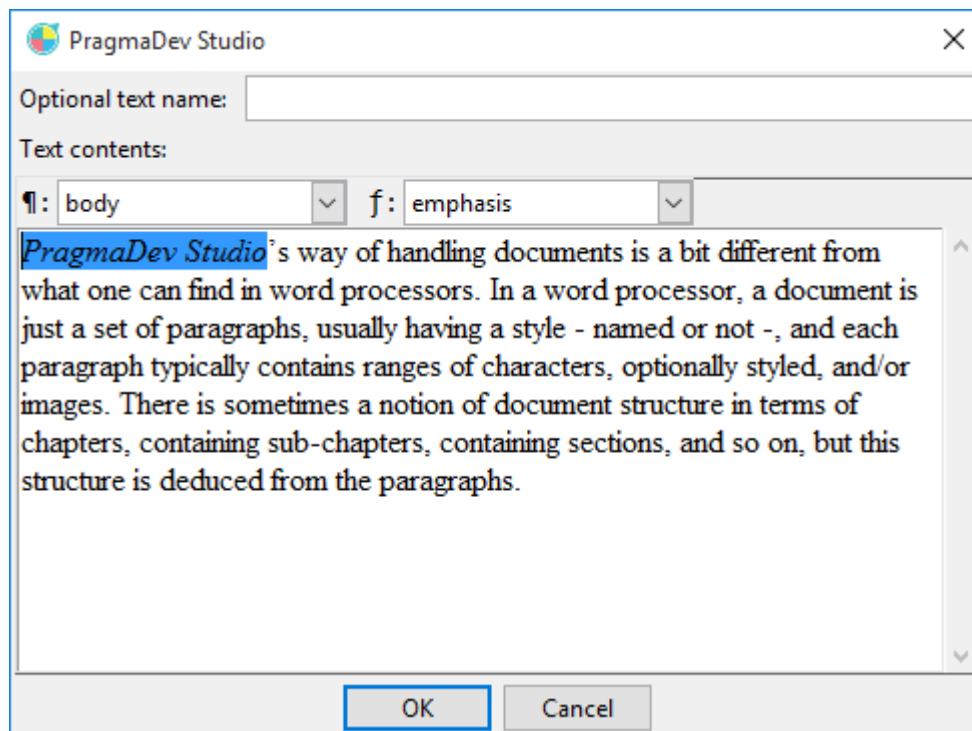 PragmaDev Studio
Optional text name:
Text contents:
¶: body ƒ: emphasis
PragmaDev Studio's way of handling documents is a bit different from
what one can find in word processors. In a word processor, a document is
just a set of paragraphs, usually having a style - named or not -, and each
paragraph typically contains ranges of characters, optionally styled, and/or
images. There is sometimes a notion of document structure in terms of
chapters, containing sub-chapters, containing sections, and so on, but this
structure is deduced from the paragraphs.
OK Cancel